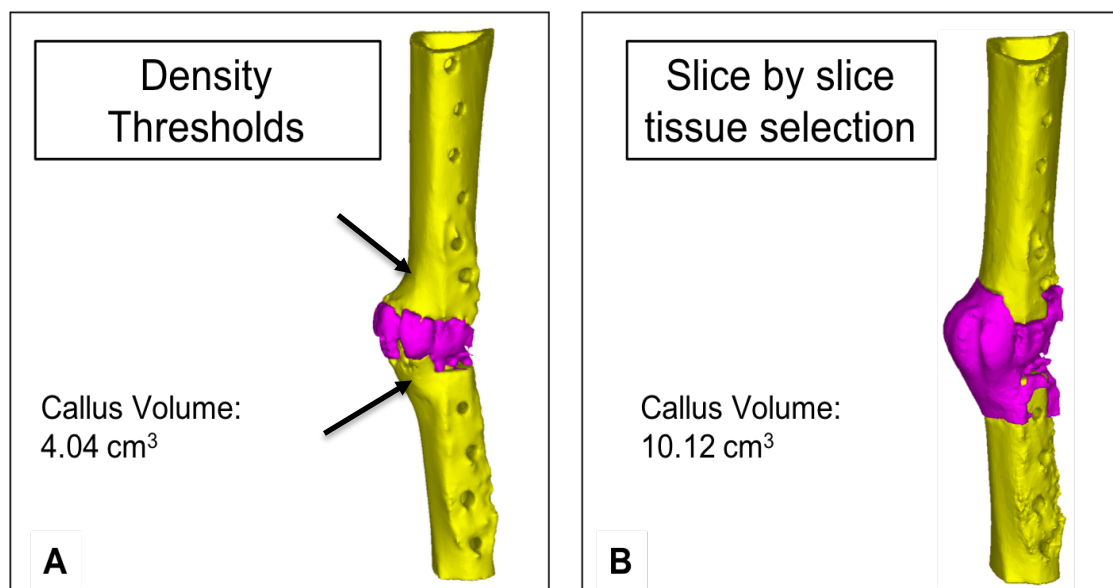 Density
Thresholds
Callus Volume:
4.04 cm³
A
Slice by slice
tissue selection
Callus Volume:
10.12 cm³
B